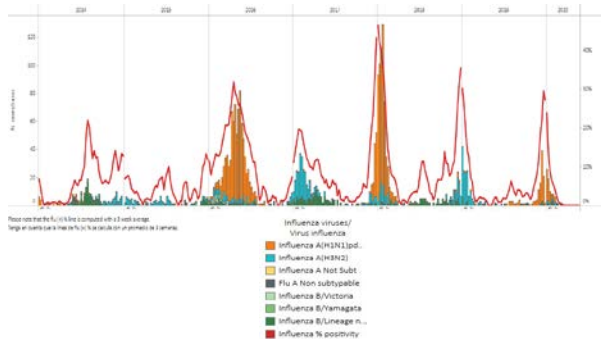 2014 2015 2016 2017 2018 2019 2020
120
100
80
60
40
20
0
40%
30%
20%
10%
0%
Please note that the Flu (+) % line is computed with a 3-week average.
Tenga en cuenta que la línea de flu (+) % se calcula con un promedio de 3 semanas.
Influenza viruses/
Virus influenza
Influenza A(H1N1)pd..
Influenza A(H3N2)
Influenza A Not Subt
Flu A Non subtypable
Influenza B/Victoria
Influenza B/Yamagata
Influenza B/Lineage n...
Influenza % positivity